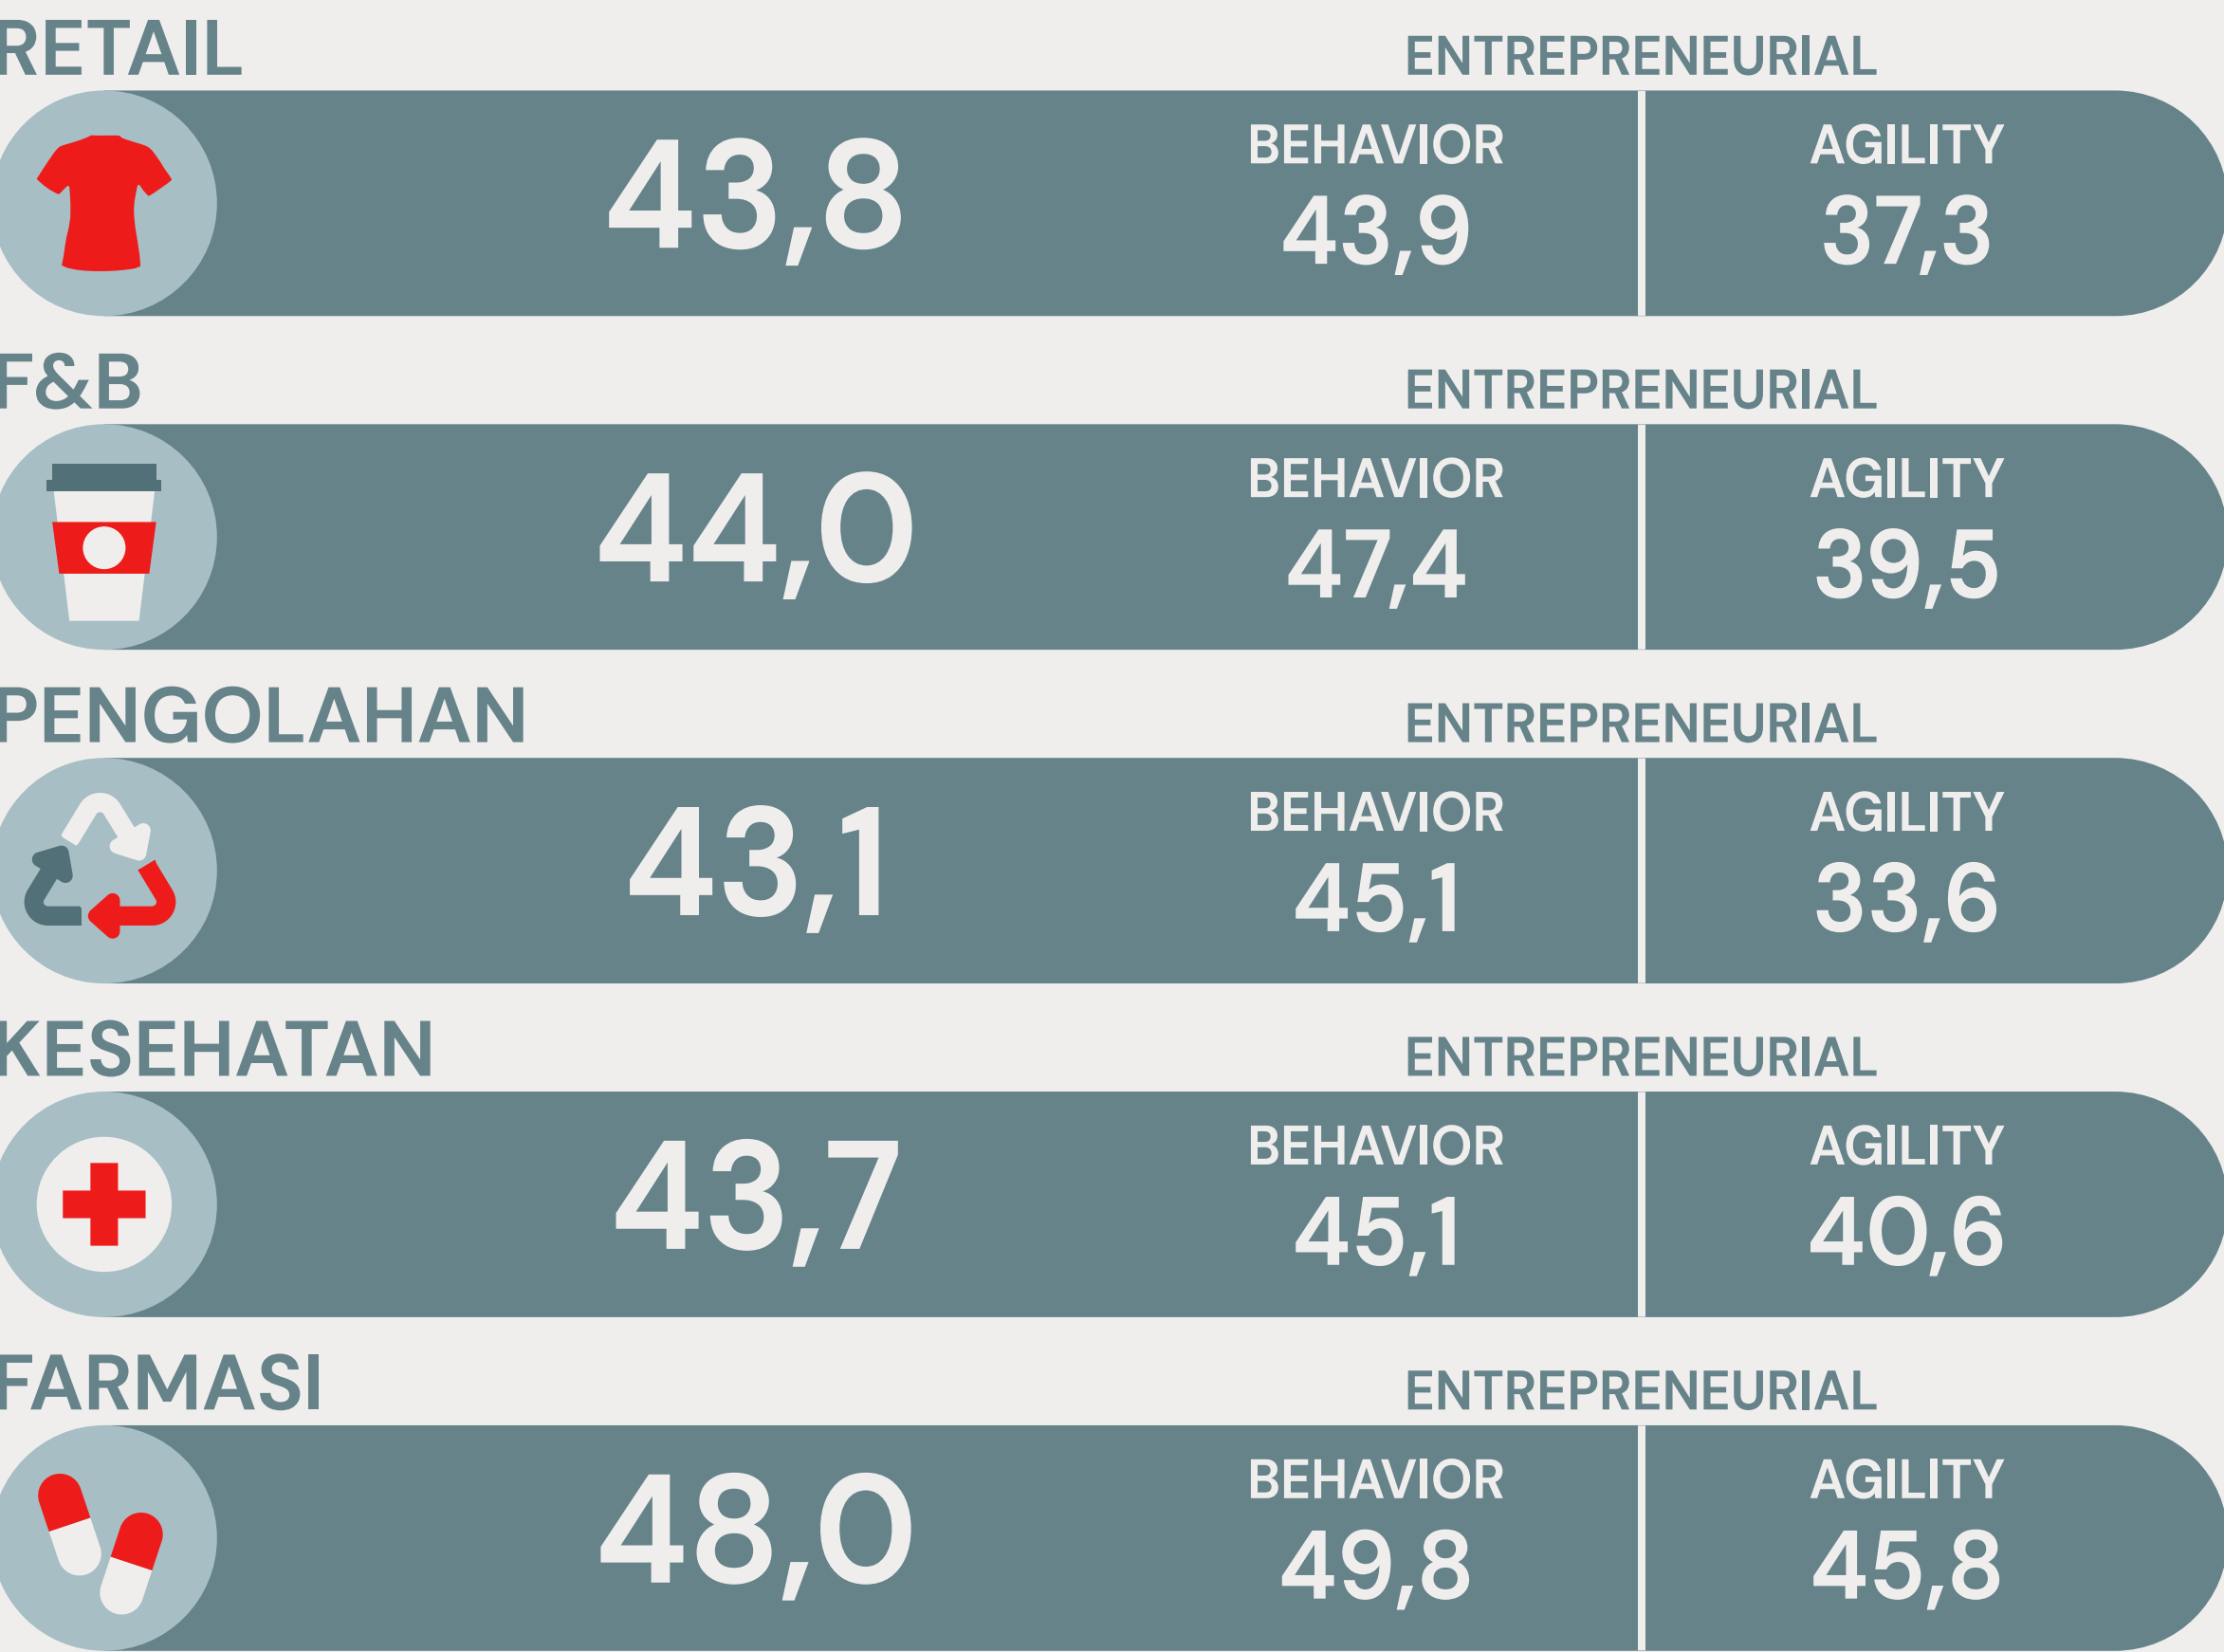 RETAIL
ENTREPRENEURIAL
43,8
BEHAVIOR
43,9
AGILITY
37,3
F&B
ENTREPRENEURIAL
44,0
BEHAVIOR
47,4
AGILITY
39,5
PENGOLAHAN
ENTREPRENEURIAL
43,1
BEHAVIOR
45,1
AGILITY
33,6
KESEHATAN
ENTREPRENEURIAL
43,7
BEHAVIOR
45,1
AGILITY
40,6
FARMASI
ENTREPRENEURIAL
48,0
BEHAVIOR
49,8
AGILITY
45,8